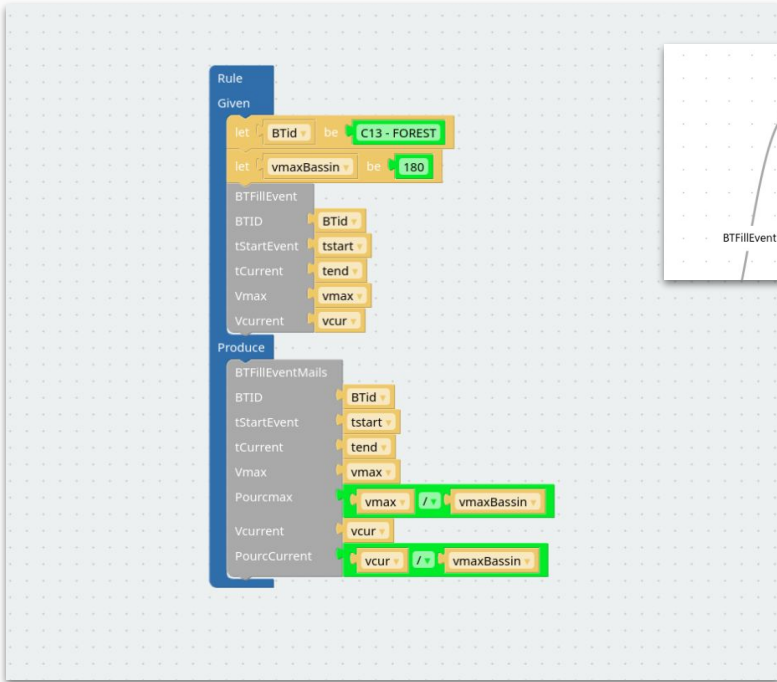 Rule
Given
let BTid be C13 - FOREST
let vmaxBassin be 180
BTFillEvent
BTID BTid
tStartEvent tstart
tCurrent tend
Vmax vmax
Vcurrent vcur
BTFillEvent
Produce
BTFillEventMails
BTID BTid
tStartEvent tstart
tCurrent tend
Vmax vmax
Pourcmax vmax / vmaxBassin
Vcurrent vcur
PourcCurrent vcur / vmaxBassin